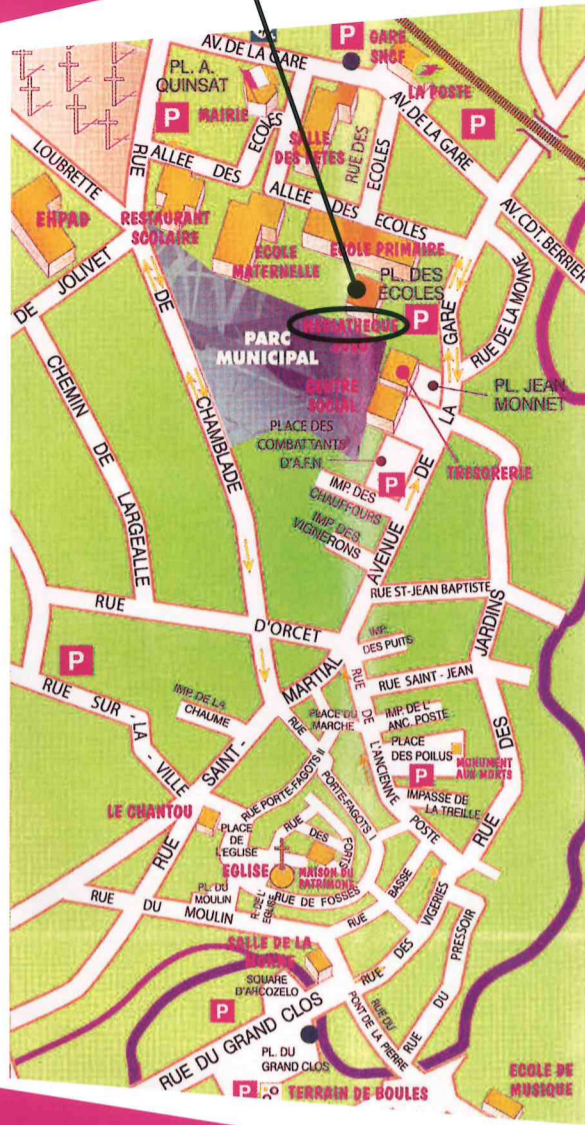 AV. DE LA GARE
P
GARE
SNCF
PL. A.
QUINSAT
LA POSTE
P
MAIRIE
P
SALLE
DES FETES
RUE DES
ECOLES
ECOLES
AV. DE LA GARE
LOUBRETTE
RUE
ALLEE DES
ALLEE DES ECOLES
AV. CDT. BERRIER
EHPAD
RESTAURANT
SCOLAIRE
ECOLE
MATERNELLE
ECOLE PRIMAIRE
DE JOLIVET
PL. DES
ECOLES
RUE DE LA MONNE
MEDIATHEQUE
P
PARC
MUNICIPAL
GARE
DE
CENTRE
SOCIAL
PL. JEAN
MONNET
CHEMIN
DE
LARGEALLE
CHAMBLADE
PLACE DES
COMBATTANTS
D'A.F.N
LA
TRESORERIE
P
IMP. DES
CHAUFFOURS
DE
IMP. DES
VIGNERONS
AVENUE
RUE ST-JEAN BAPTISTE
RUE
D'ORCET
IMP.
DES PUITS
JARDINS
P
MARTIAL
RUE SAINT-JEAN
RUE SUR-LA-VILLE
IMP. DE LA
CHAUME
RUE DE L'ANCIENNE POSTE
PLACE DU
MARCHE
IMP. DE L'
ANC. POSTE
DES
SAINT-
RUE PORTE-FAGOTS II
RUE PORTE-FAGOTS I
PLACE
DES POILUS
MONUMENT
AUX MORTS
P
IMPASSE DE
LA TREILLE
LE CHANTOU
PLACE
DE
L'EGLISE
RUE DES FORTS
RUE
RUE
EGLISE
MAISON DU
PATRIMOINE
BASSE
PL. DU
MOULIN
R. DE L'
EGLISE
RUE DE FOSSES
RUE DU MOULIN
RUE
RUE DES VIGERIES
SALLE DE LA
MONNE
PRESSOIR
SQUARE
D'ARCOZELO
P
RUE DU
PONT DE LA PIERRE
RUE DU
RUE DU GRAND CLOS
PL. DU
GRAND CLOS
P
TERRAIN DE BOULES
ECOLE DE
MUSIQUE